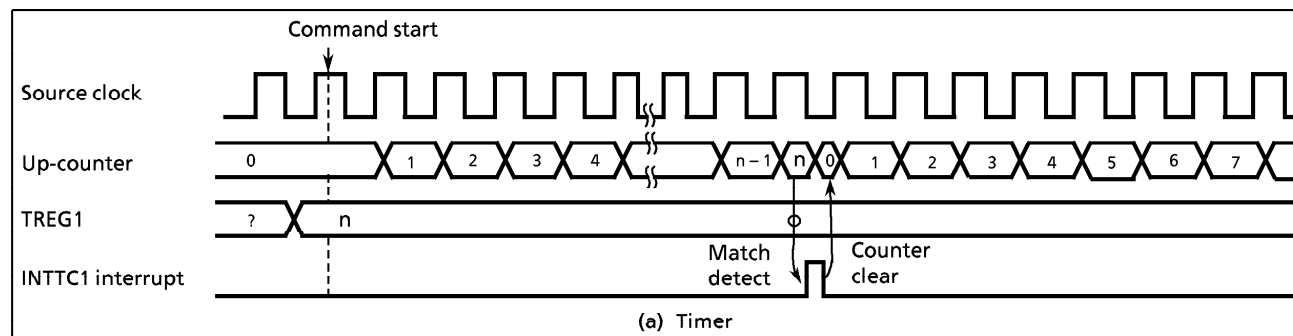 Command start
Source clock
Up-counter 0 1 2 3 4 n – 1 n 0 1 2 3 4 5 6 7
TREG1 ? n
Match detect
Counter clear
INTTC1 interrupt
(a) Timer